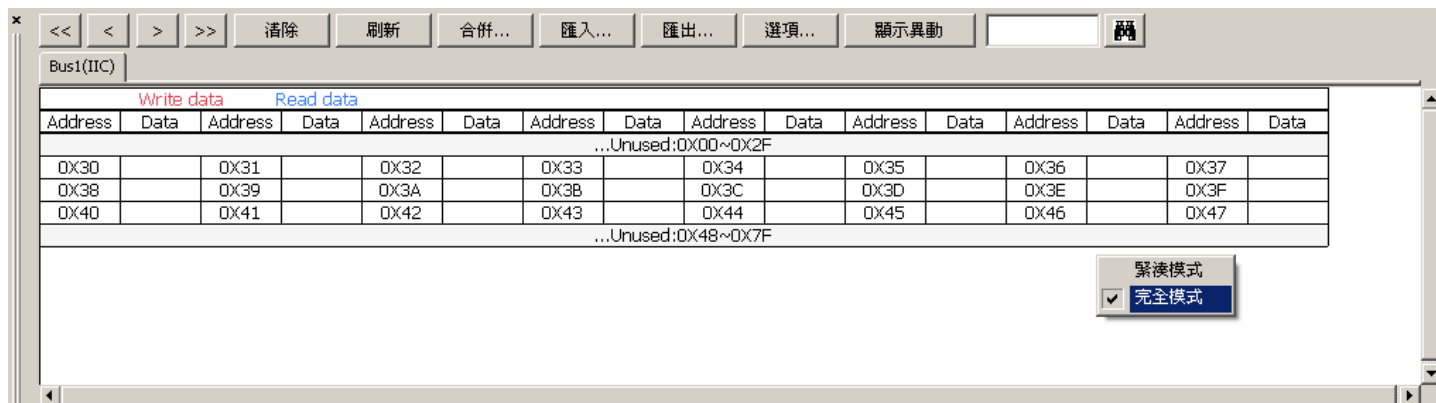 << < > >> 清除 刷新 合併... 匯入... 匯出... 選項... 顯示異動
Bus1(IIC)
Write data Read data
Address Data Address Data Address Data Address Data Address Data Address Data Address Data Address Data
...Unused:0X00~0X2F
0X30 0X31 0X32 0X33 0X34 0X35 0X36 0X37
0X38 0X39 0X3A 0X3B 0X3C 0X3D 0X3E 0X3F
0X40 0X41 0X42 0X43 0X44 0X45 0X46 0X47
...Unused:0X48~0X7F
緊湊模式
完全模式